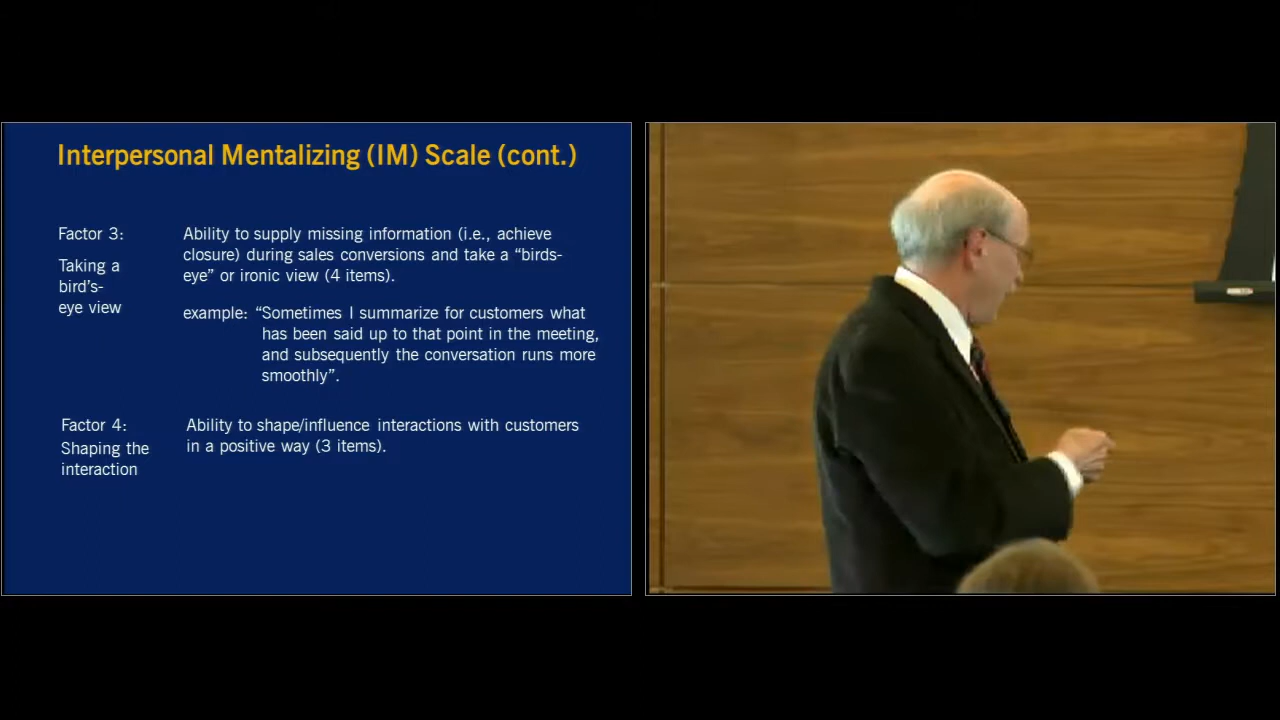 Interpersonal Mentalizing (IM) Scale (cont.)
Factor 3:
Taking a
bird's-
eye view
Ability to supply missing information (i.e., achieve
closure) during sales conversions and take a “birds-
eye” or ironic view (4 items).
example: “Sometimes I summarize for customers what
has been said up to that point in the meeting,
and subsequently the conversation runs more
smoothly”.
Factor 4:
Shaping the
interaction
Ability to shape/influence interactions with customers
in a positive way (3 items).